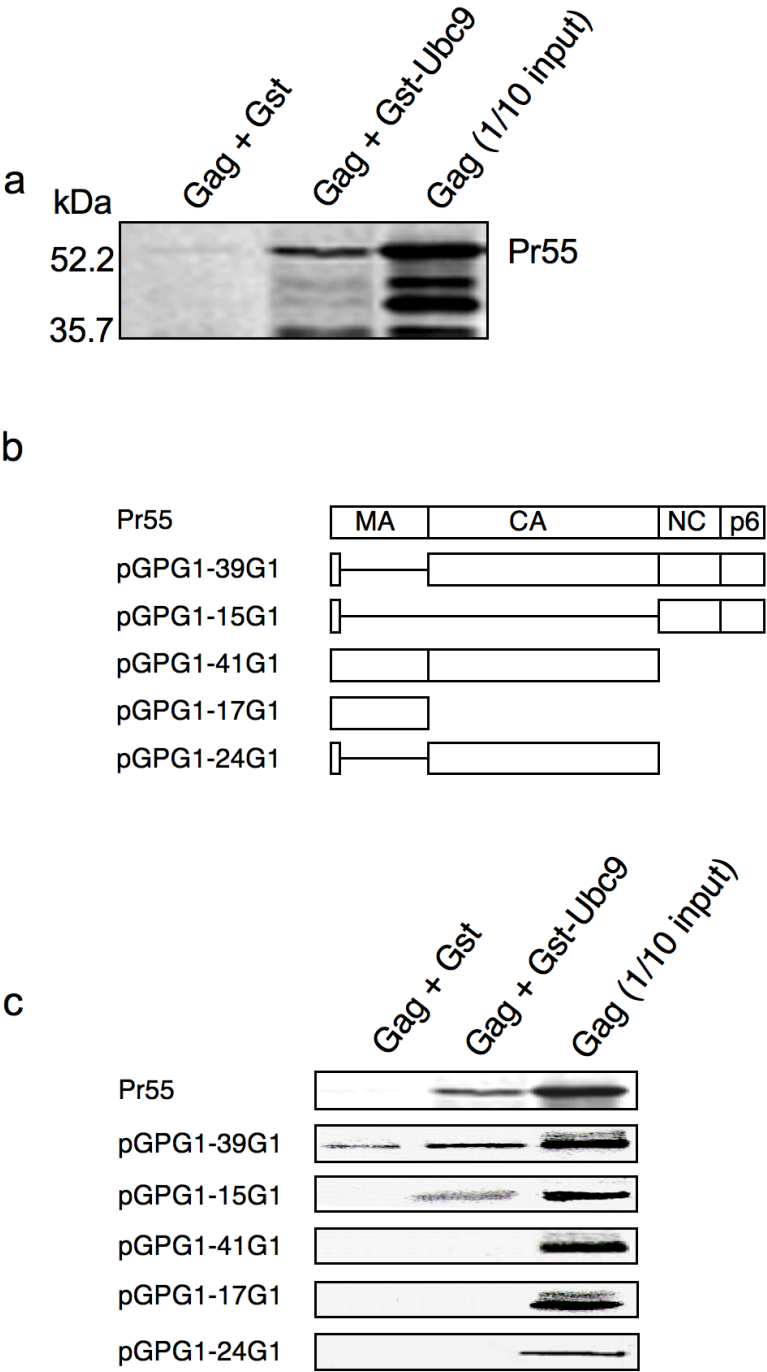 a
kDa
Gag + Gst
Gag + Gst-Ubc9
Gag (1/10 input)
52.2
Pr55
35.7
b
Pr55 MA CA NC p6
pGPG1-39G1
pGPG1-15G1
pGPG1-41G1
pGPG1-17G1
pGPG1-24G1
c
Gag + Gst
Gag + Gst-Ubc9
Gag (1/10 input)
Pr55
pGPG1-39G1
pGPG1-15G1
pGPG1-41G1
pGPG1-17G1
pGPG1-24G1